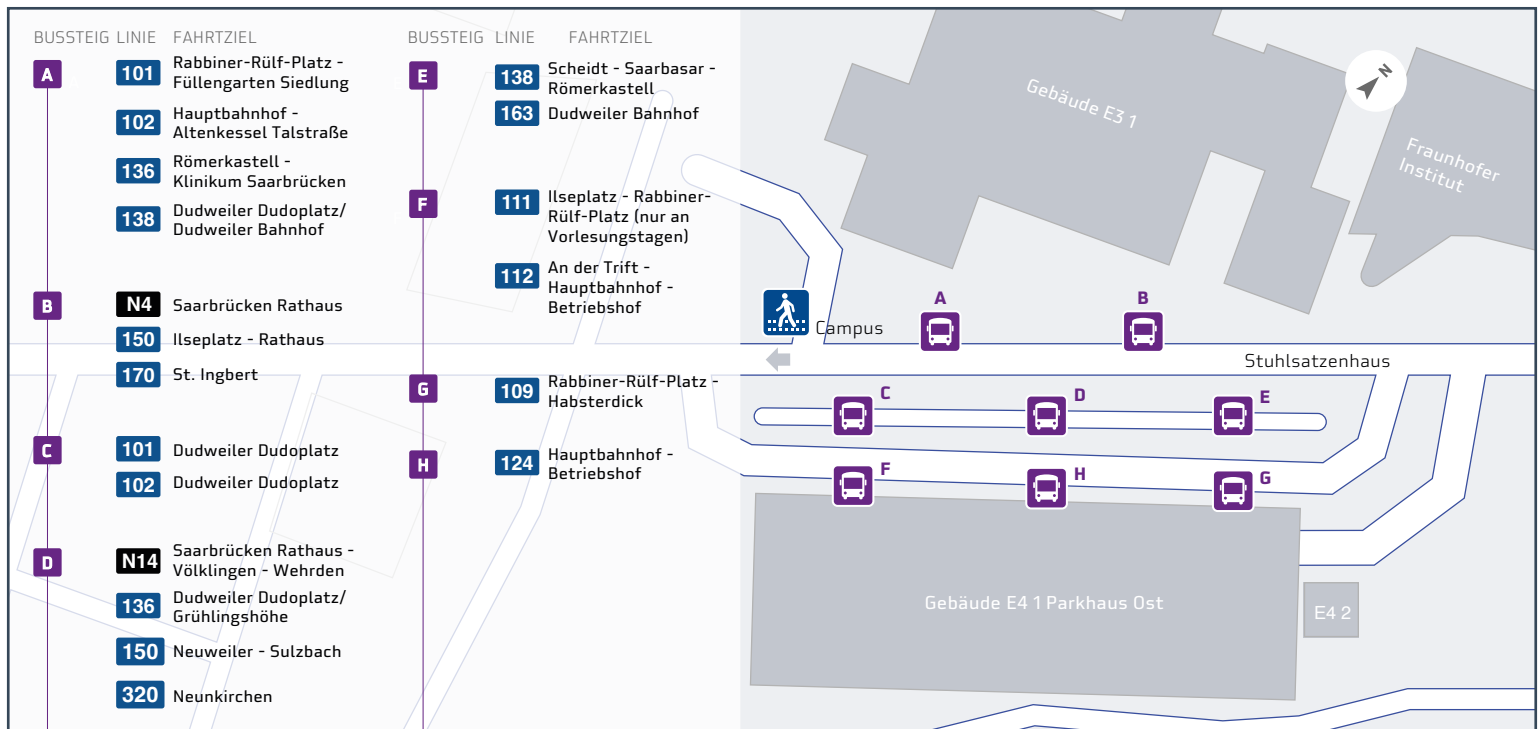 BUSSTEIG LINIE FAHRTZIEL
A
101 Rabbiner-Rülf-Platz -
Füllengarten Siedlung
102 Hauptbahnhof -
Altenkessel Talstraße
136 Römerkastell -
Klinikum Saarbrücken
138 Dudweiler Dudoplatz/
Dudweiler Bahnhof
B
N4 Saarbrücken Rathaus
150 Ilseplatz - Rathaus
170 St. Ingbert
C
101 Dudweiler Dudoplatz
102 Dudweiler Dudoplatz
D
N14 Saarbrücken Rathaus -
Völklingen - Wehrden
136 Dudweiler Dudoplatz/
Grühlingshöhe
150 Neuweiler - Sulzbach
320 Neunkirchen
BUSSTEIG LINIE FAHRTZIEL
E
138 Scheidt - Saarbasar -
Römerkastell
163 Dudweiler Bahnhof
F
111 Ilseplatz - Rabbiner-
Rülf-Platz (nur an
Vorlesungstagen)
112 An der Trift -
Hauptbahnhof -
Betriebshof
G
109 Rabbiner-Rülf-Platz -
Habsterdick
H
124 Hauptbahnhof -
Betriebshof
N
Gebäude E3 1
Fraunhofer
Institut
A
B
Campus
Stuhlsatzenhaus
C
D
E
F
H
G
Gebäude E4 1 Parkhaus Ost
E4 2